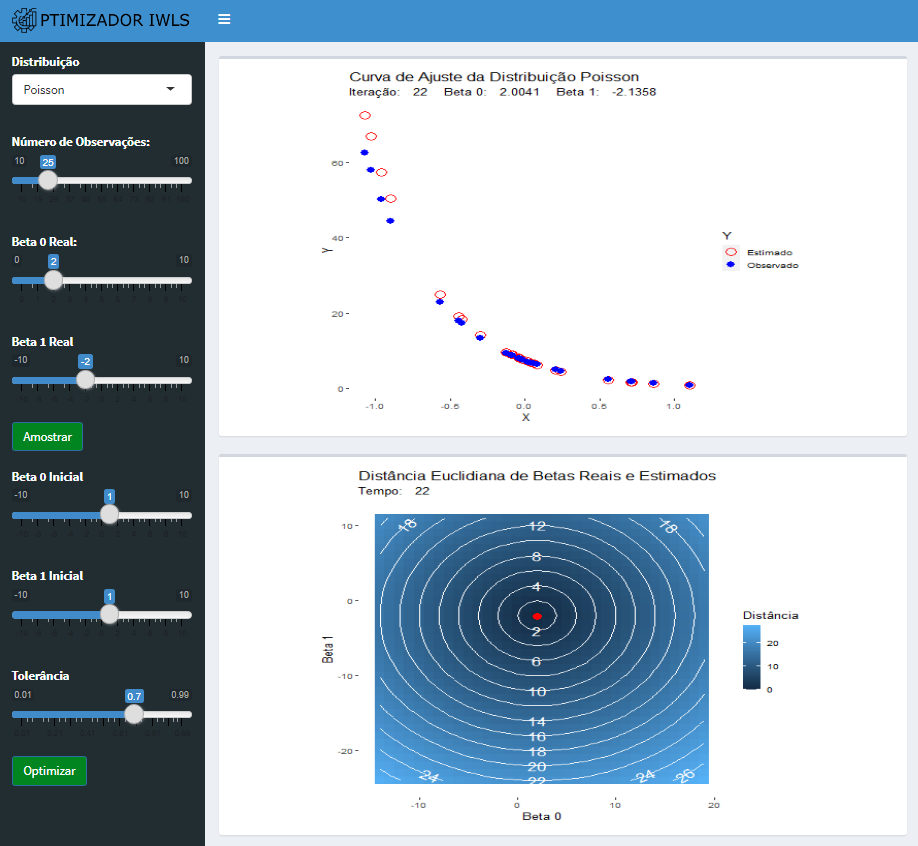 PTIMIZADOR IWLS
Distribuição
Poisson
Número de Observações:
10 25 100
Beta 0 Real:
0 2 10
Beta 1 Real
-10 -2 10
Amostrar
Beta 0 Inicial
-10 1 10
Beta 1 Inicial
-10 1 10
Tolerância
0.01 0.7 0.99
Optimizar
Curva de Ajuste da Distribuição Poisson
Iteração: 22 Beta 0: 2.0041 Beta 1: -2.1358
60
40
20
0
Y
-1.0 -0.5 0.0 0.5 1.0
X
Y
Estimado
Observado
Distância Euclidiana de Betas Reais e Estimados
Tempo: 22
10
0
-10
-20
Beta 1
18 12 18
8
4
2
6
10
14
16
18
20
24 22 24 26
-10 0 10 20
Beta 0
Distância
20
10
0